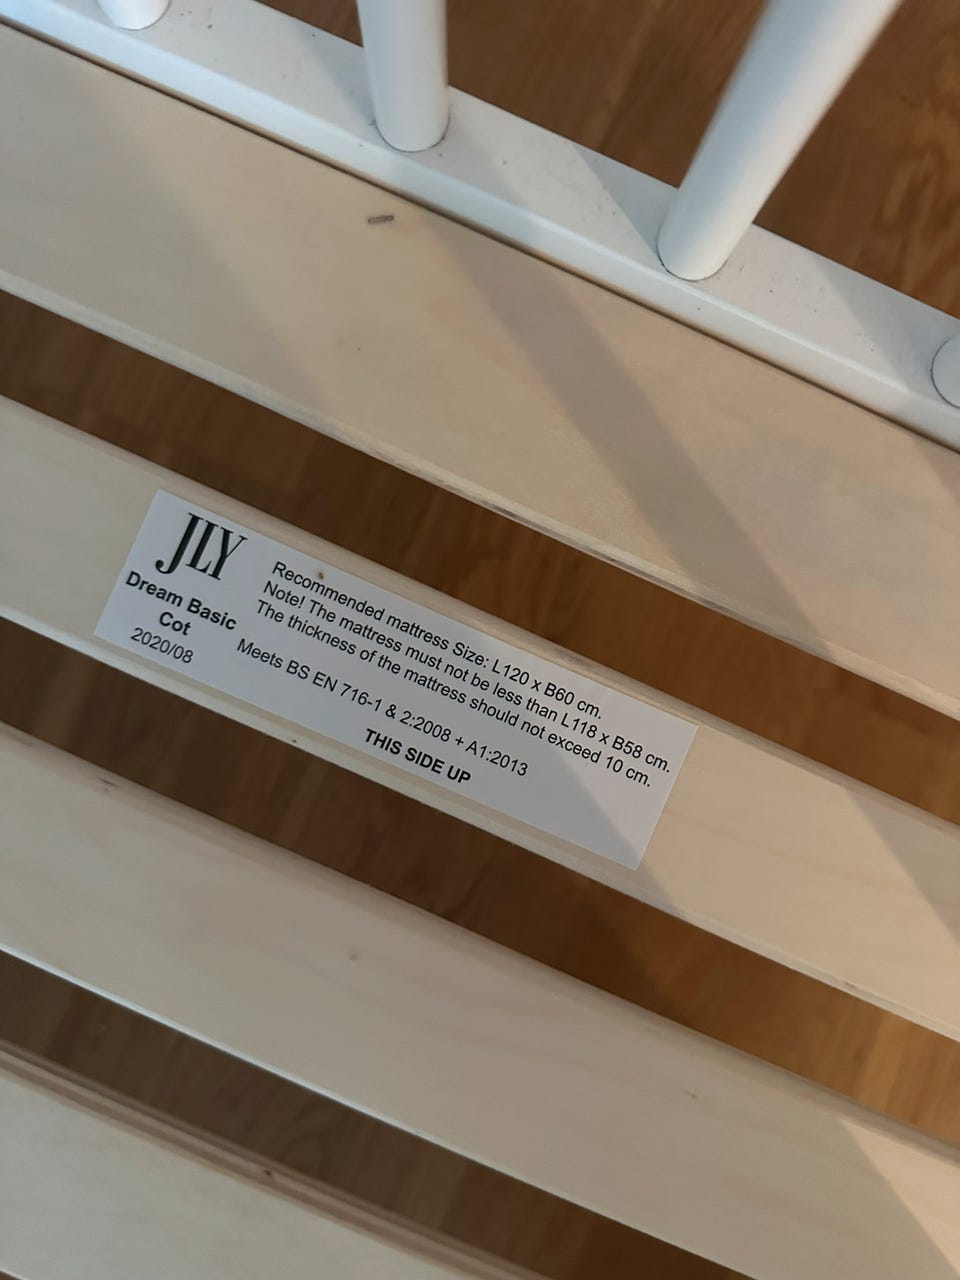 JLY
Dream Basic
Cot
2020/08
Recommended mattress Size: L120 x B60 cm.
Note! The mattress must not be less than L118 x B58 cm.
The thickness of the mattress should not exceed 10 cm.
Meets BS EN 716-1 & 2:2008 + A1:2013
THIS SIDE UP